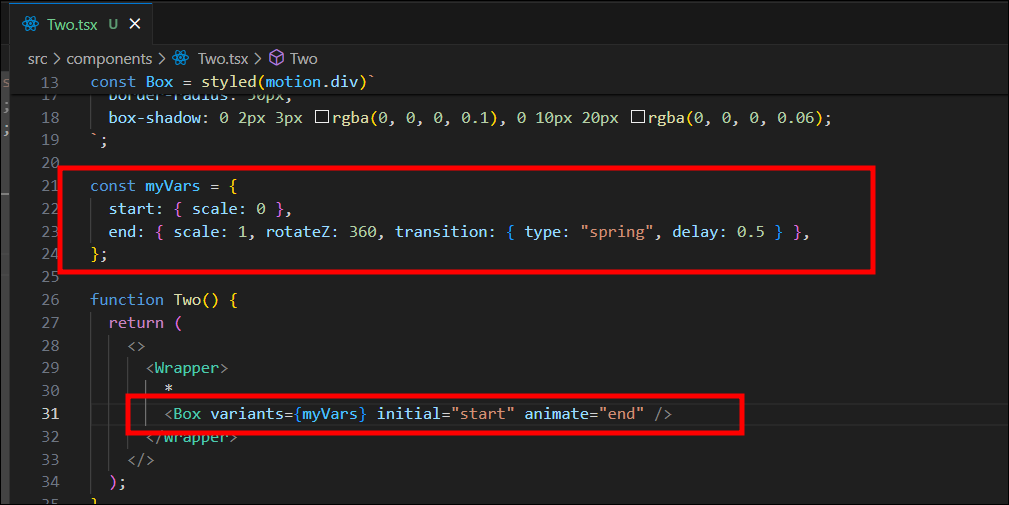 Two.tsx U ×
src > components > Two.tsx > Two
13 const Box = styled(motion.div)`
17 border-radius: 50px;
18 box-shadow: 0 2px 3px rgba(0, 0, 0, 0.1), 0 10px 20px rgba(0, 0, 0, 0.06);
19 `;
20
21 const myVars = {
22 start: { scale: 0 },
23 end: { scale: 1, rotateZ: 360, transition: { type: "spring", delay: 0.5 } },
24 };
25
26 function Two() {
27 return (
28 <>
29 <Wrapper>
30 *
31 <Box variants={myVars} initial="start" animate="end" />
32 </Wrapper>
33 </>
34 );
35 }